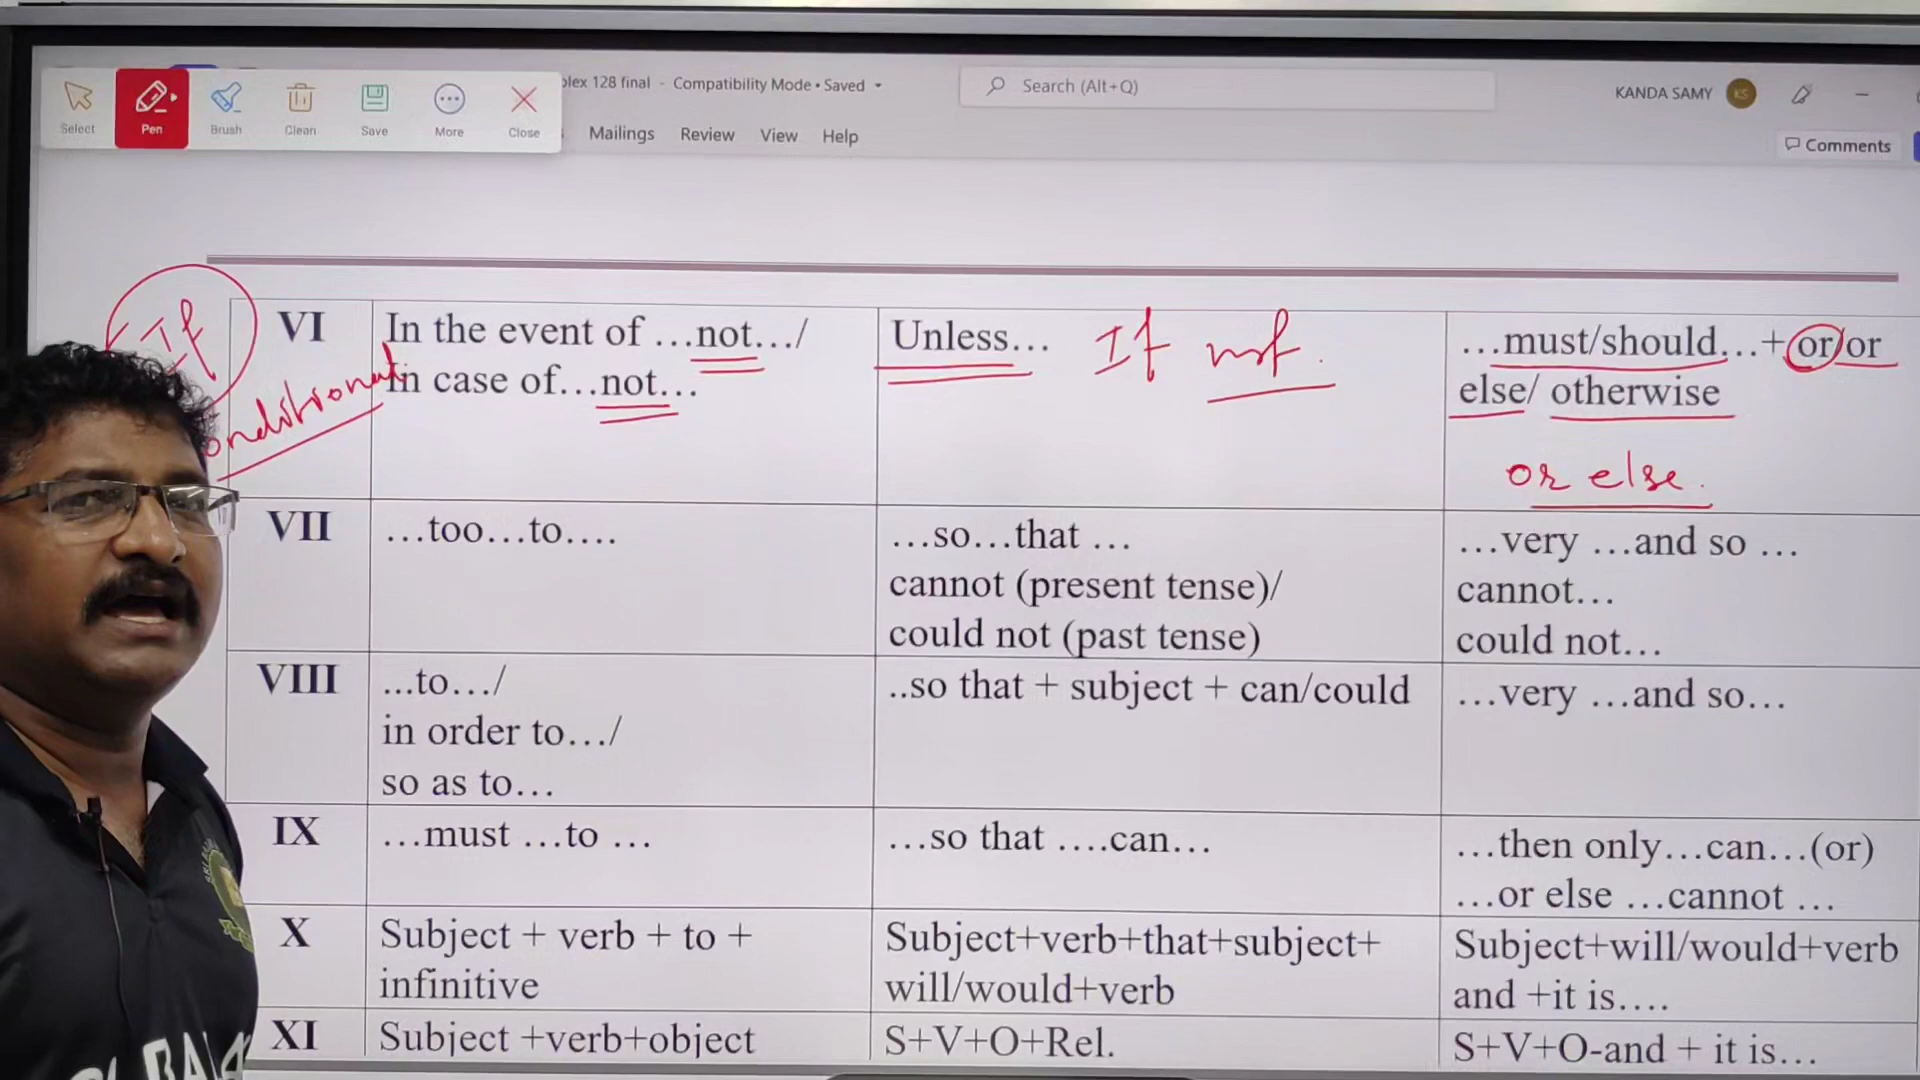 Select
Pen
Brush
Clean
Save
More
Close
lex 128 final - Compatibility Mode • Saved
Search (Alt+Q)
KANDA SAMY
KS
Mailings
Review
View
Help
Comments
If
onditional
VI
In the event of …not…/
In case of…not…
Unless…
If not.
…must/should…+ or/or
else/ otherwise
or else.
VII
…too…to….
…so…that …
cannot (present tense)/
could not (past tense)
…very …and so …
cannot…
could not…
VIII
...to…/
in order to…/
so as to…
..so that + subject + can/could
…very …and so…
IX
…must …to …
…so that ….can…
…then only…can…(or)
…or else …cannot …
X
Subject + verb + to +
infinitive
Subject+verb+that+subject+
will/would+verb
Subject+will/would+verb
and +it is….
XI
Subject +verb+object
S+V+O+Rel.
S+V+O-and + it is…